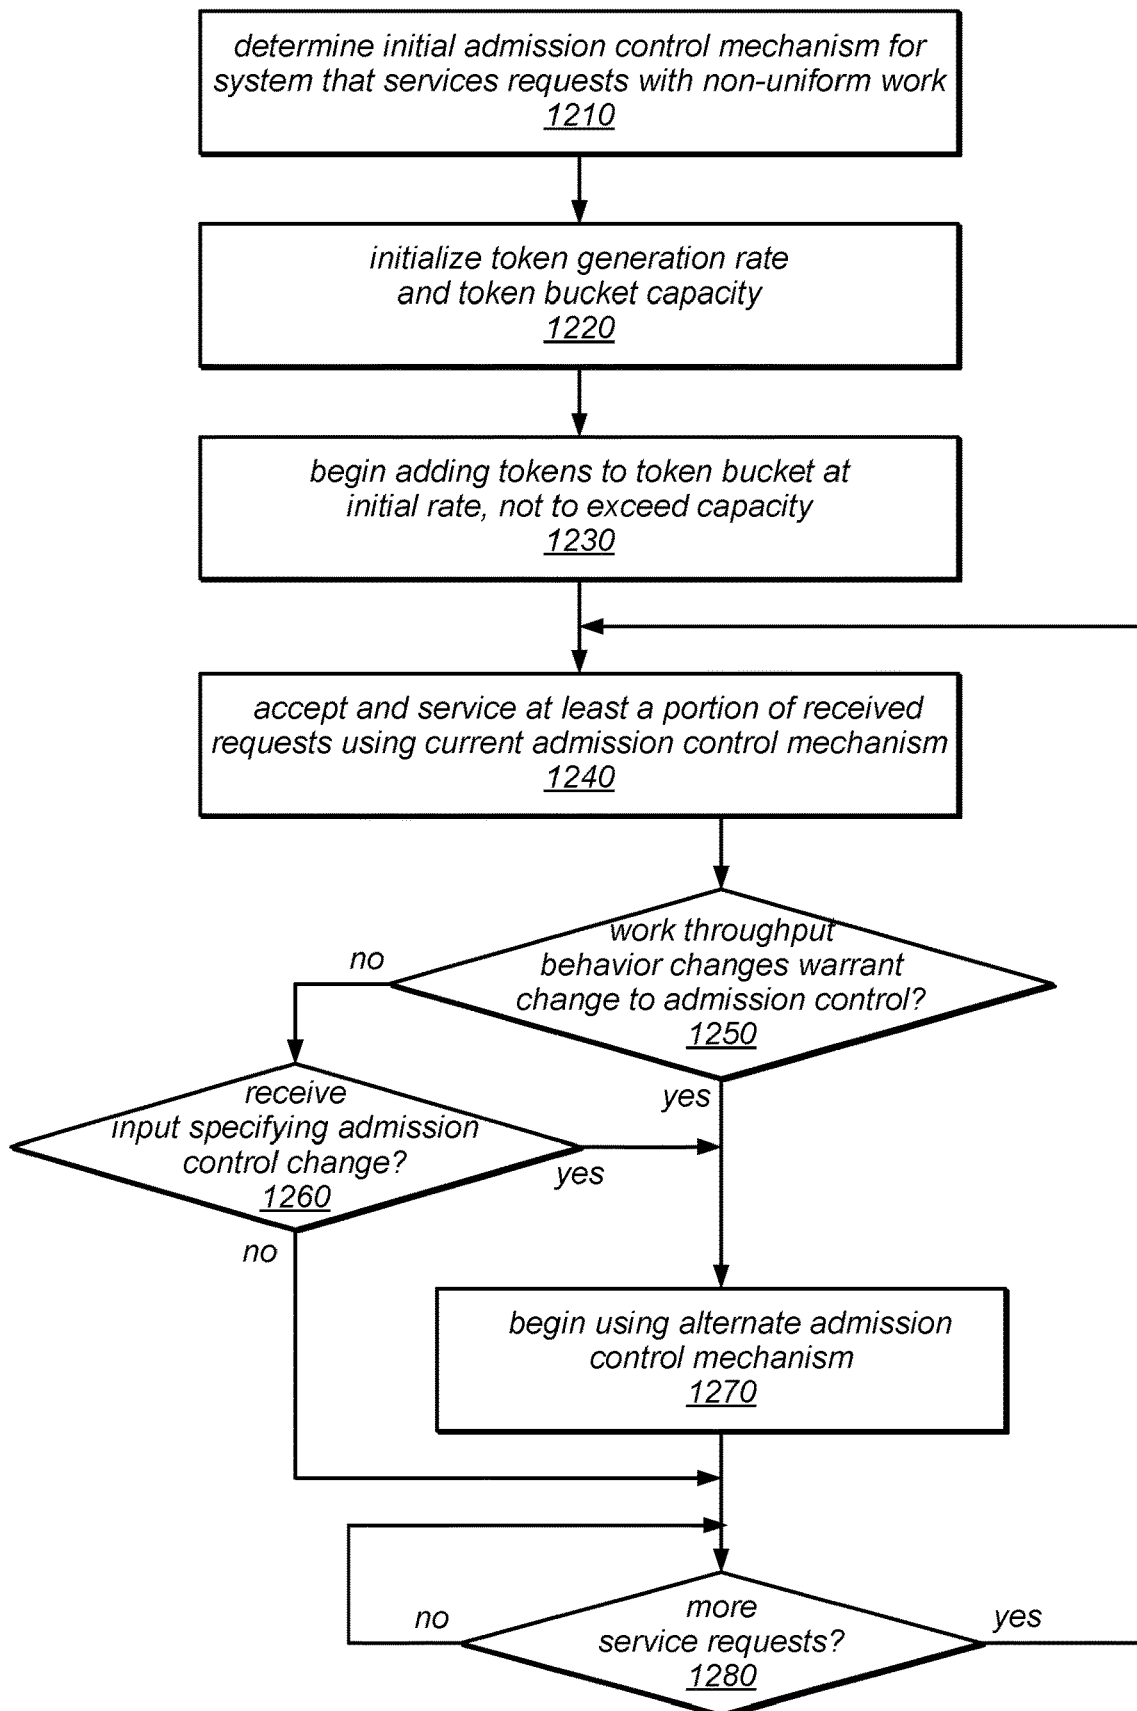 determine initial admission control mechanism for
system that services requests with non-uniform work
1210
initialize token generation rate
and token bucket capacity
1220
begin adding tokens to token bucket at
initial rate, not to exceed capacity
1230
accept and service at least a portion of received
requests using current admission control mechanism
1240
work throughput
behavior changes warrant
change to admission control?
1250
no
yes
receive
input specifying admission
control change?
1260
yes
no
begin using alternate admission
control mechanism
1270
more
service requests?
1280
no
yes